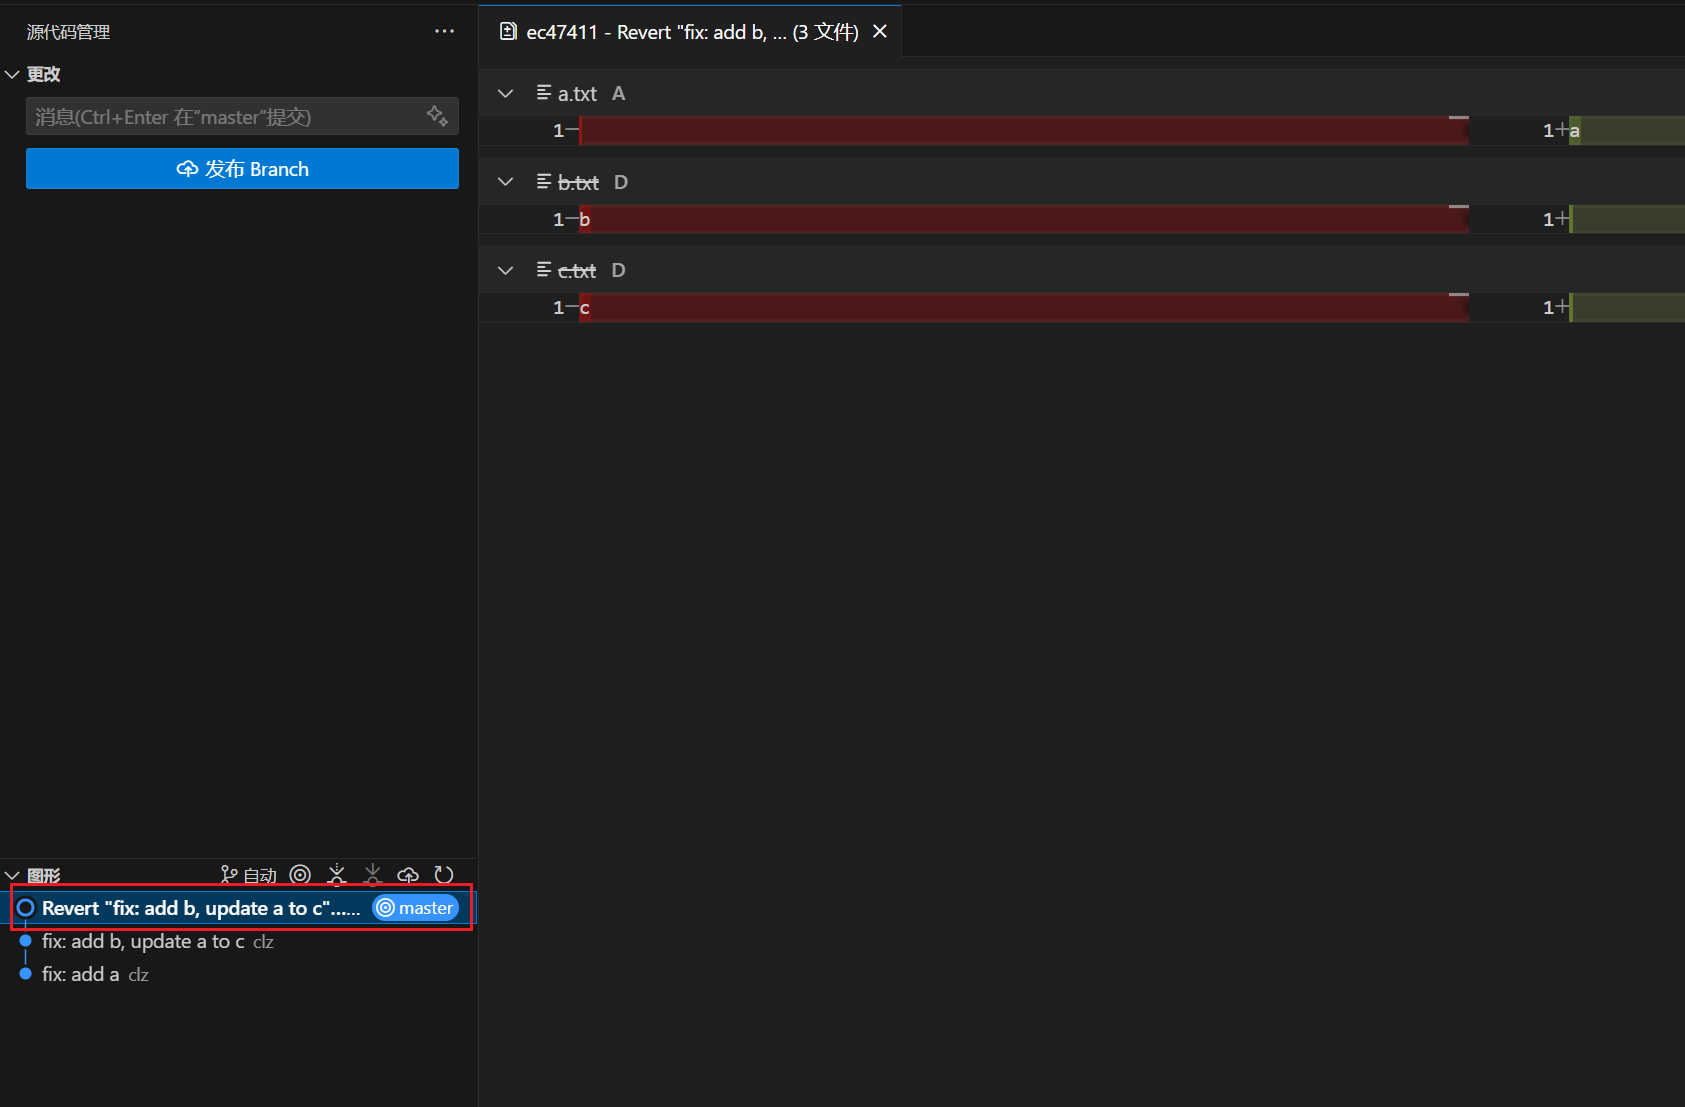 源代码管理
更改
消息(Ctrl+Enter 在“master”提交)
发布 Branch
ec47411 - Revert "fix: add b, ... (3 文件)
a.txt A
1 1 a
b.txt D
1 b 1
c.txt D
1 c 1
图形 自动
Revert "fix: add b, update a to c"...... master
fix: add b, update a to c clz
fix: add a clz